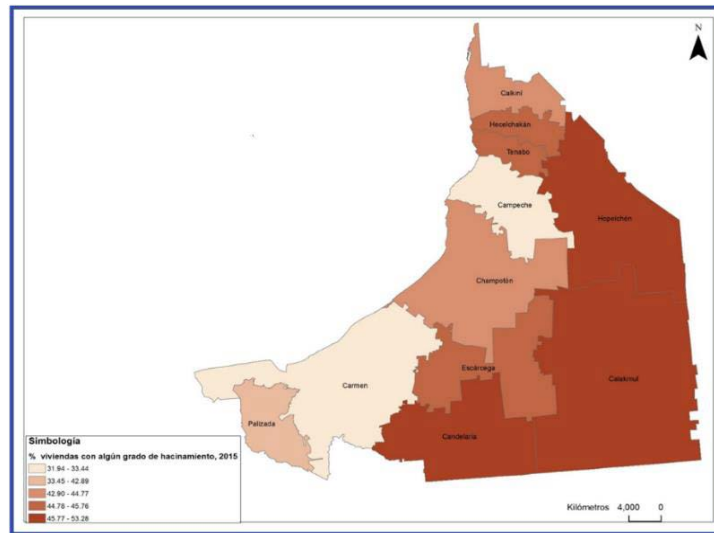 N
Calkiní
Hecelchakán
Tenabo
Campeche
Hopelchén
Champotón
Escárcega
Carmen
Calakmul
Palizada
Candelaria
Simbología
% viviendas con algún grado de hacinamiento, 2015
31.94 - 33.44
33.45 - 42.89
42.90 - 44.77
44.78 - 45.76
45.77 - 53.28
Kilómetros 4,000 0